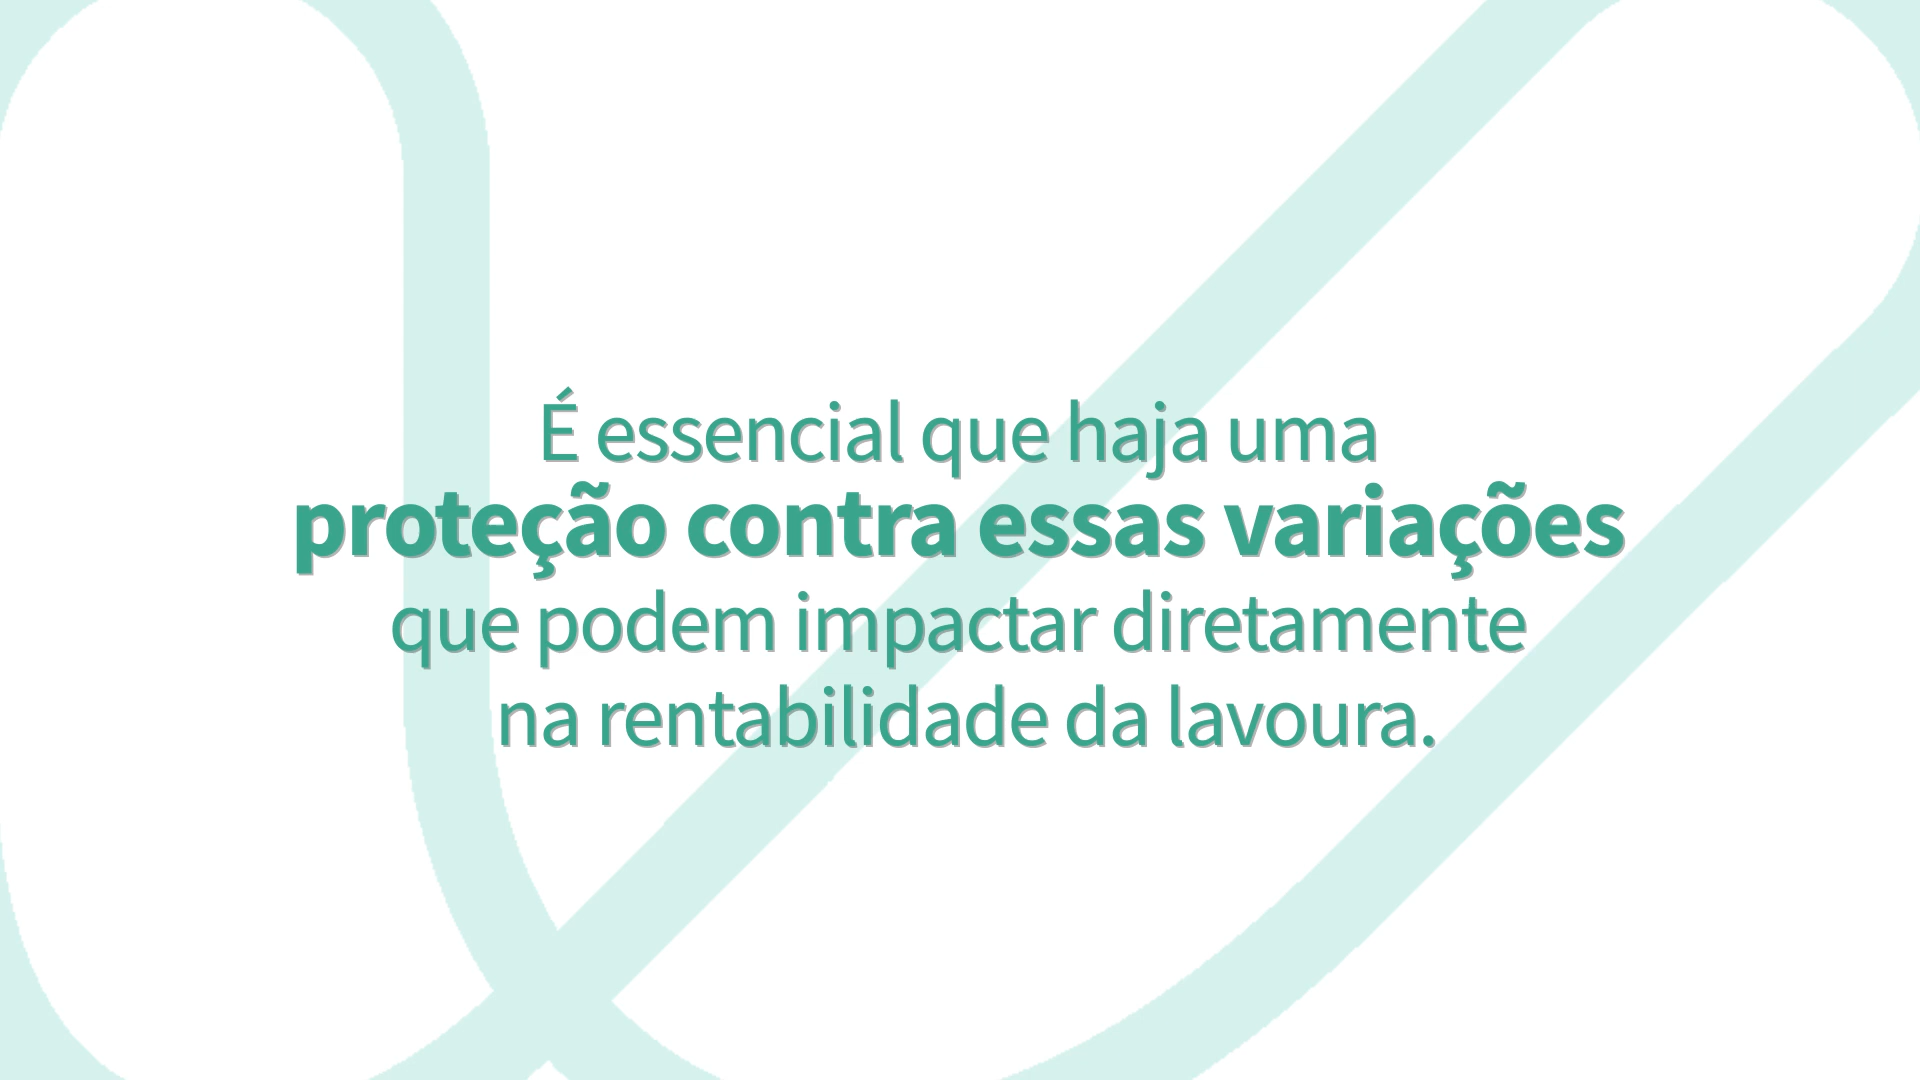 É essencial que haja uma
proteção contra essas variações
que podem impactar diretamente
na rentabilidade da lavoura.